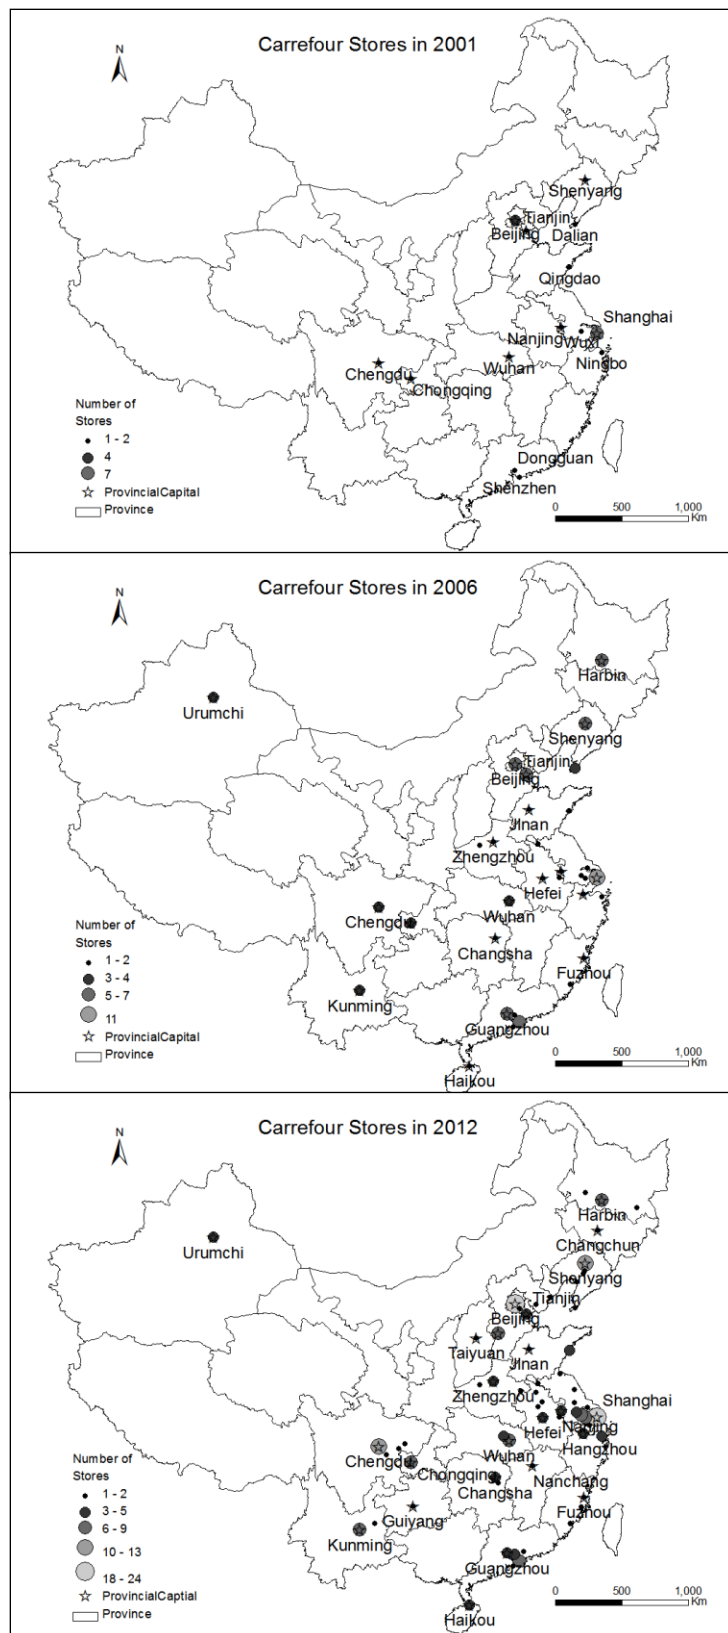 Carrefour Stores in 2001
N
Shenyang
Tianjin
Beijing
Dalian
Qingdao
Shanghai
Nanjing
Wuxi
Wuhan
Ningbo
Chengdu
Chongqing
Number of
Stores
1 - 2
4
7
ProvincialCapital
Province
Dongguan
Shenzhen
0 500 1,000
Km
Carrefour Stores in 2006
N
Harbin
Urumchi
Shenyang
Tianjin
Beijing
JInan
Zhengzhou
Hefei
Chengdu
Wuhan
Changsha
Fuzhou
Kunming
Guangzhou
Haikou
Number of
Stores
1 - 2
3 - 4
5 - 7
11
ProvincialCapital
Province
0 500 1,000
Km
Carrefour Stores in 2012
N
Harbin
Urumchi
Changchun
Shenyang
Tianjin
Beijing
Taiyuan
JInan
Zhengzhou
Shanghai
Hefei
Nanjing
Hangzhou
Wuhan
Chengdu
Chongqing
Changsha
Nanchang
Guiyang
Fuzhou
Kunming
Guangzhou
Haikou
Number of
Stores
1 - 2
3 - 5
6 - 9
10 - 13
18 - 24
ProvincialCaptial
Province
0 500 1,000
Km